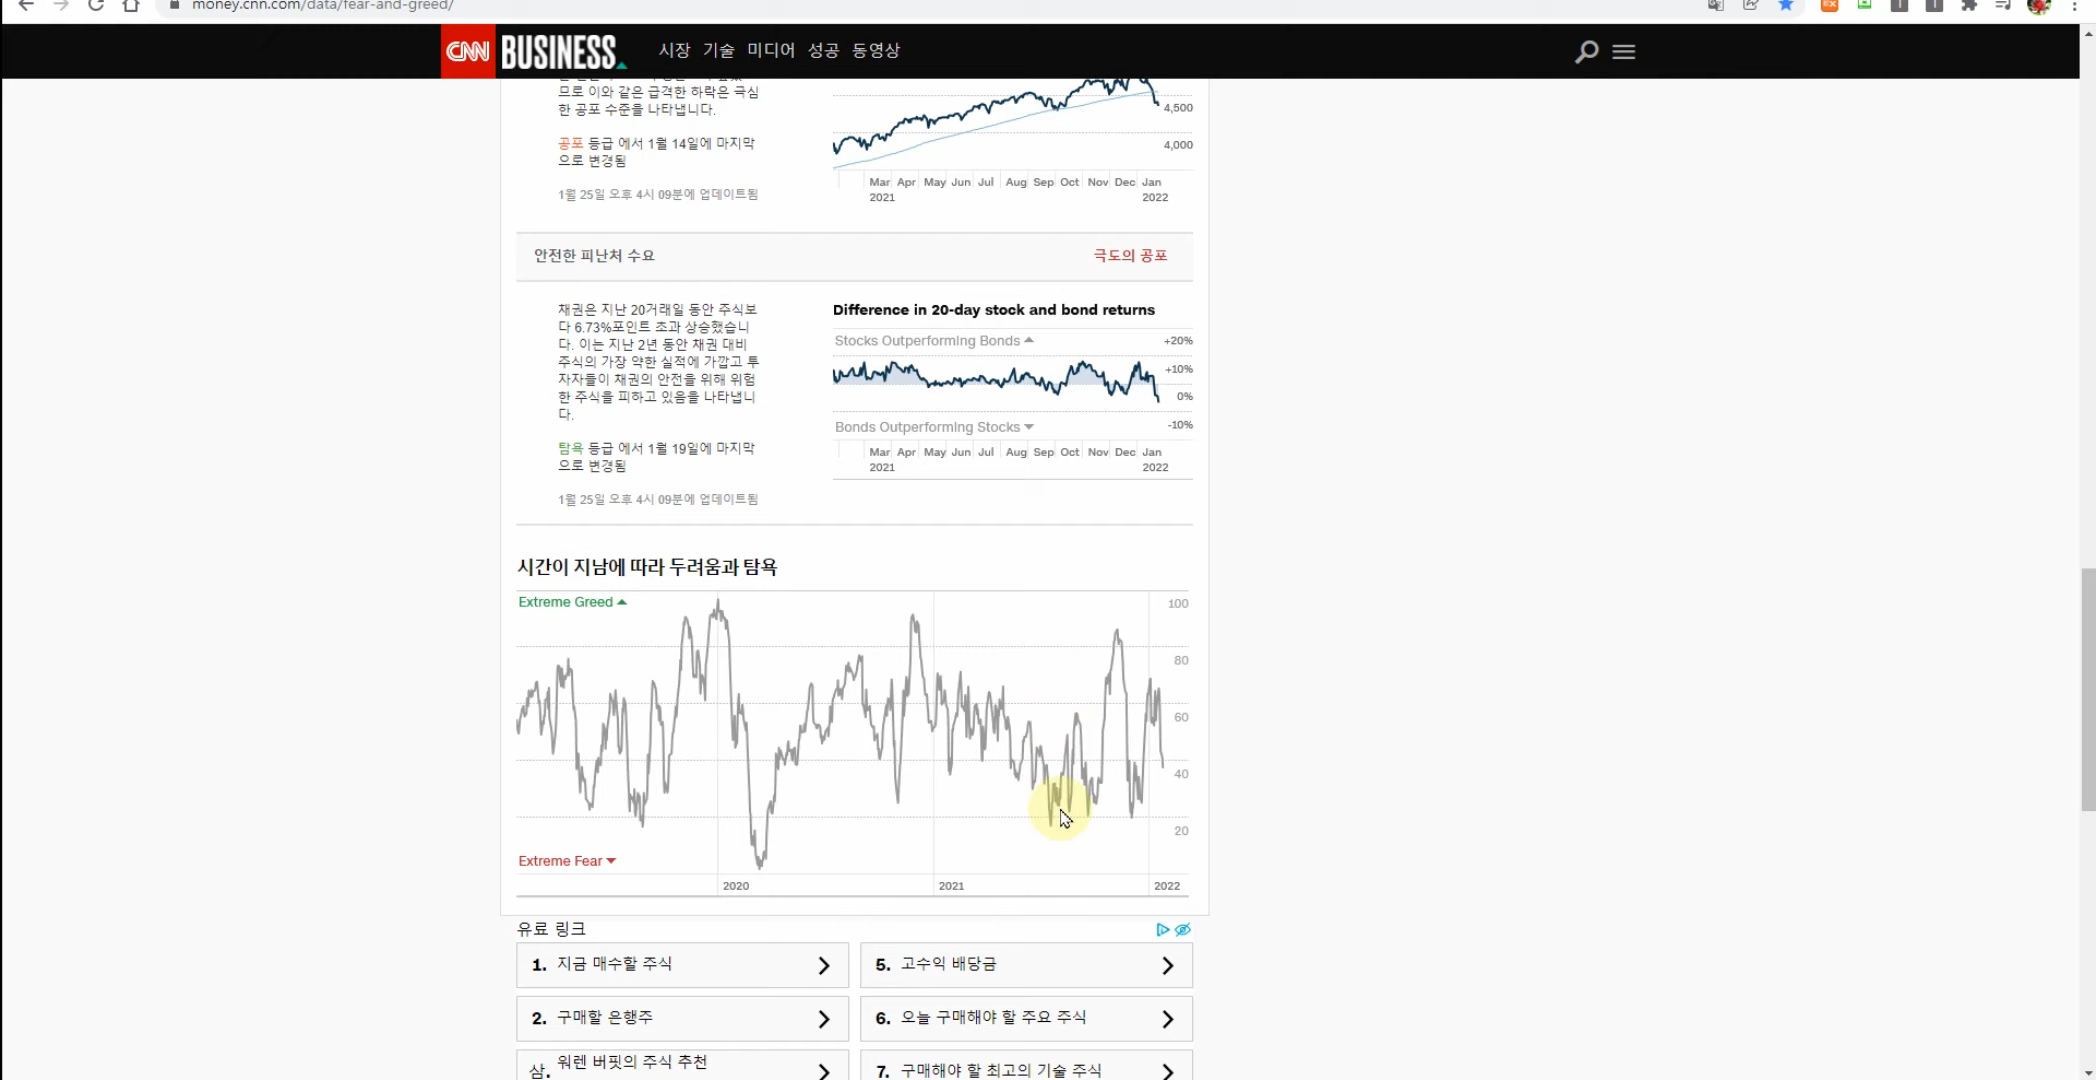 money.cnn.com/data/fear-and-greed/
CNN BUSINESS 시장 기술 미디어 성공 동영상
므로 이와 같은 급격한 하락은 극심
한 공포 수준을 나타냅니다.
공포 등급 에서 1월 14일에 마지막
으로 변경됨
1월 25일 오후 4시 09분에 업데이트됨
4,500
4,000
Mar Apr May Jun Jul Aug Sep Oct Nov Dec Jan
2021 2022
안전한 피난처 수요 극도의 공포
채권은 지난 20거래일 동안 주식보
다 6.73%포인트 초과 상승했습니
다. 이는 지난 2년 동안 채권 대비
주식의 가장 약한 실적에 가깝고 투
자자들이 채권의 안전을 위해 위험
한 주식을 피하고 있음을 나타냅니
다.
탐욕 등급 에서 1월 19일에 마지막
으로 변경됨
1월 25일 오후 4시 09분에 업데이트됨
Difference in 20-day stock and bond returns
Stocks Outperforming Bonds +20%
+10%
0%
Bonds Outperforming Stocks -10%
Mar Apr May Jun Jul Aug Sep Oct Nov Dec Jan
2021 2022
시간이 지남에 따라 두려움과 탐욕
Extreme Greed 100
80
60
40
20
Extreme Fear
2020 2021 2022
유료 링크
1. 지금 매수할 주식
5. 고수익 배당금
2. 구매할 은행주
6. 오늘 구매해야 할 주요 주식
삼. 워렌 버핏의 주식 추천
7. 구매해야 할 최고의 기술 주식